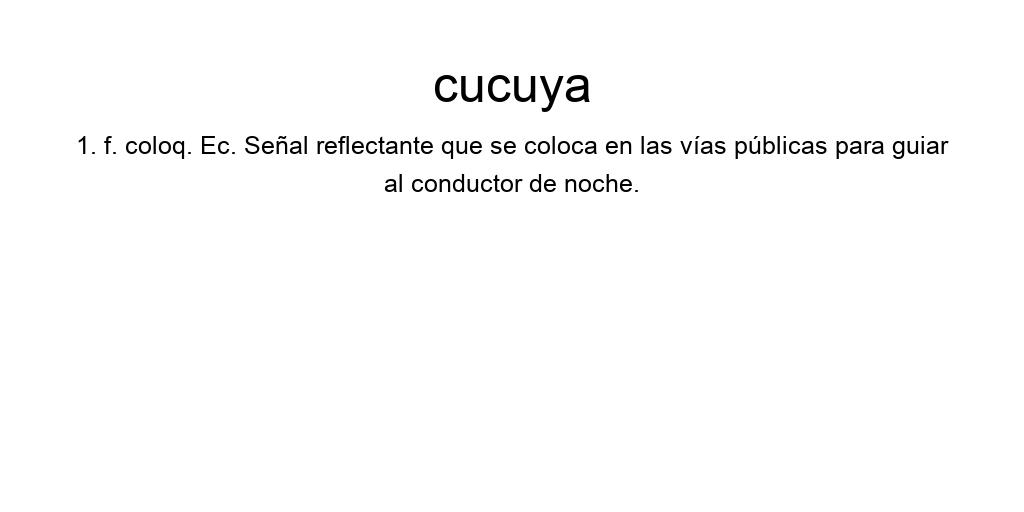 cucuya
1. f. coloq. Ec. Señal reflectante que se coloca en las vías públicas para guiar
al conductor de noche.